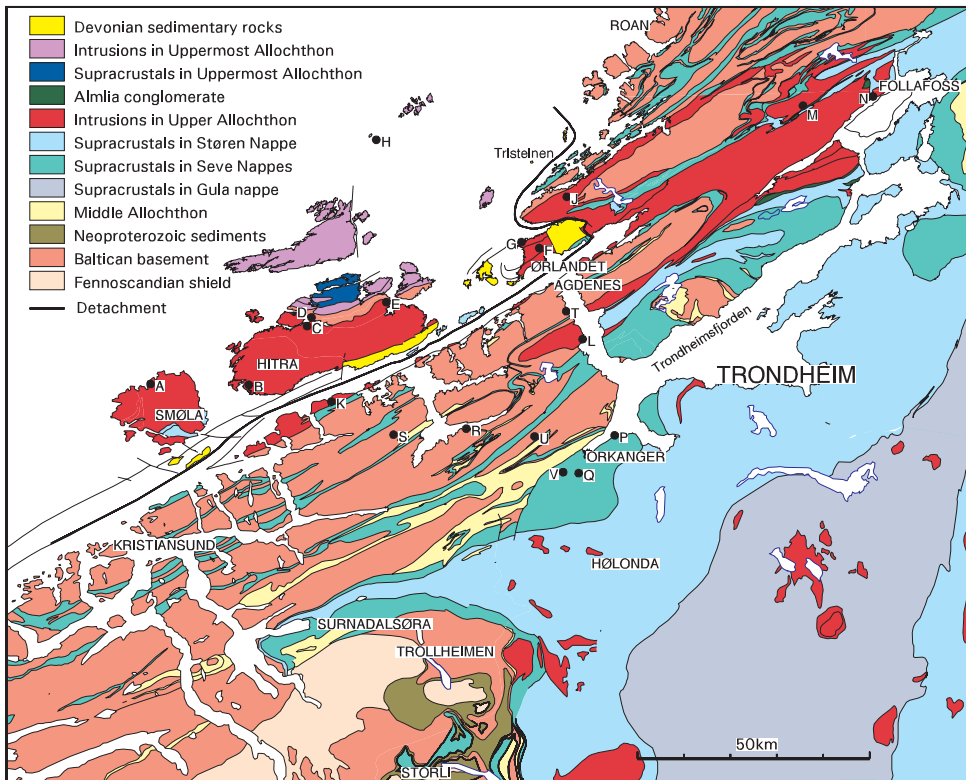 Devonian sedimentary rocks
Intrusions in Uppermost Allochthon
Supracrustals in Uppermost Allochthon
Almlia conglomerate
Intrusions in Upper Allochthon
Supracrustals in Støren Nappe
Supracrustals in Seve Nappes
Supracrustals in Gula nappe
Middle Allochthon
Neoproterozoic sediments
Baltican basement
Fennoscandian shield
Detachment
ROAN
FOLLAFOSS
N
M
H
Tristeinen
J
G
F
ØRLANDET
AGDENES
E
D
C
T
Trondheimsfjorden
L
HITRA
TRONDHEIM
A
B
SMØLA
K
R
S
U
P
ORKANGER
V
Q
KRISTIANSUND
HØLONDA
SURNADALSØRA
TROLLHEIMEN
50km
STORLI